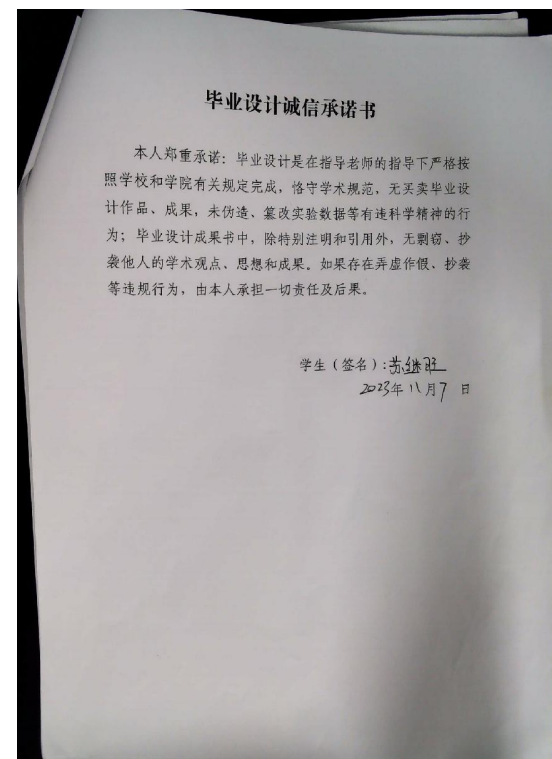 毕业设计诚信承诺书
本人郑重承诺：毕业设计是在指导老师的指导下严格按
照学校和学院有关规定完成，恪守学术规范，无买卖毕业设
计作品、成果，未伪造、篡改实验数据等有违科学精神的行
为；毕业设计成果书中，除特别注明和引用外，无剽窃、抄
袭他人的学术观点、思想和成果。如果存在弄虚作假、抄袭
等违规行为，由本人承担一切责任及后果。
学生（签名）：苏继旺
2023年11月7日